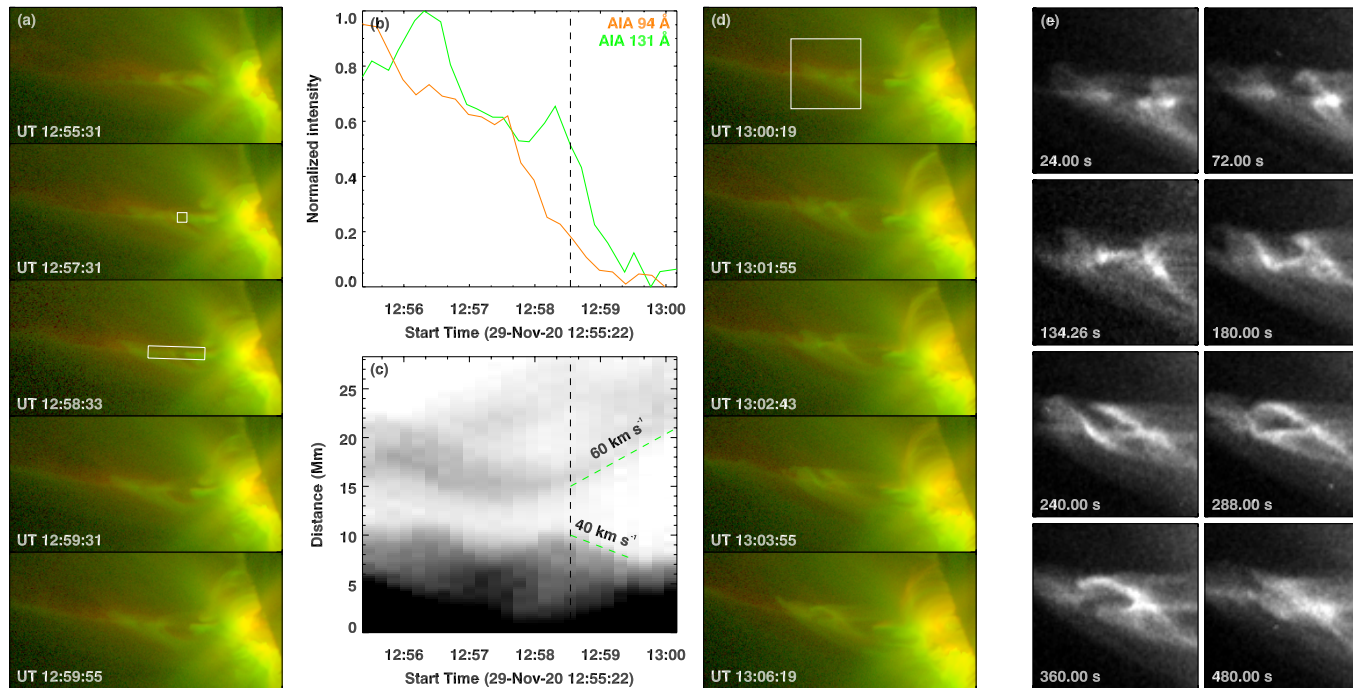 (a)
UT 12:55:31
UT 12:57:31
UT 12:58:33
UT 12:59:31
UT 12:59:55
(b)
AIA 94 Å
AIA 131 Å
Normalized intensity
1.0
0.8
0.6
0.4
0.2
0.0
12:56 12:57 12:58 12:59 13:00
Start Time (29-Nov-20 12:55:22)
(c)
Distance (Mm)
25
20
15
10
5
0
60 km s⁻¹
40 km s⁻¹
12:56 12:57 12:58 12:59 13:00
Start Time (29-Nov-20 12:55:22)
(d)
UT 13:00:19
UT 13:01:55
UT 13:02:43
UT 13:03:55
UT 13:06:19
(e)
24.00 s 72.00 s
134.26 s 180.00 s
240.00 s 288.00 s
360.00 s 480.00 s